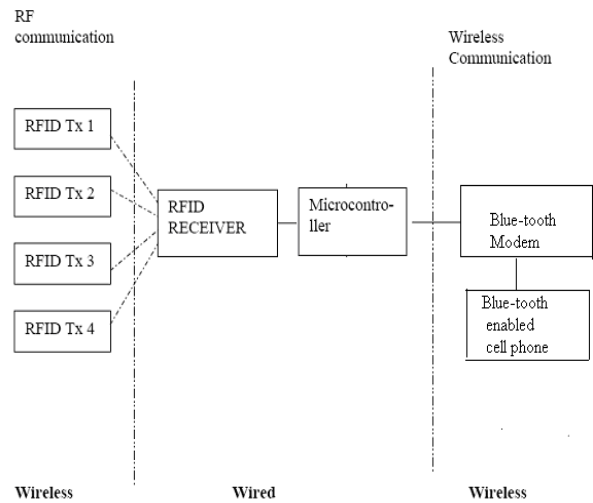 RF
communication
Wireless
Communication
RFID Tx 1
RFID Tx 2
RFID Tx 3
RFID Tx 4
RFID
RECEIVER
Microcontro-
ller
Blue-tooth
Modem
Blue-tooth
enabled
cell phone
Wireless
Wired
Wireless